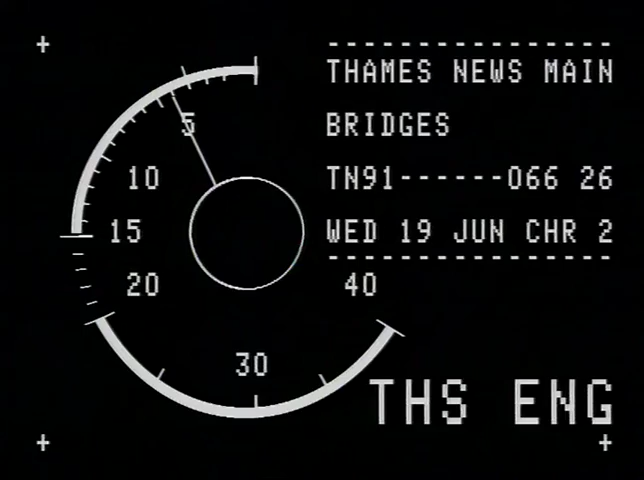 THAMES NEWS MAIN
BRIDGES
TN91------066 26
WED 19 JUN CHR 2
5
10
15
20
30
40
THS ENG